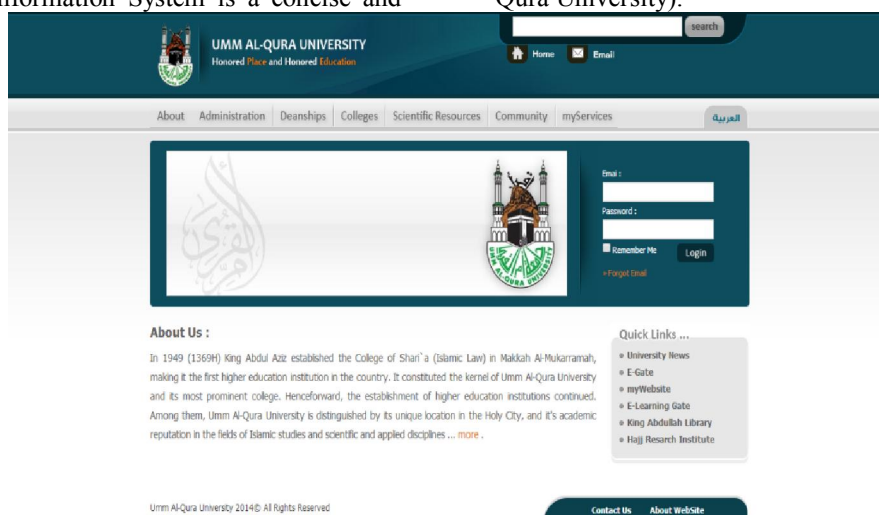 nformation System is a concise and
Qura University).
search
UMM AL-QURA UNIVERSITY
Honored Place and Honored Education
Home Email
About Administration Deanships Colleges Scientific Resources Community myServices العربية
Email :
Password :
Remember Me Login
» Forgot Email
UMM AL-QURA UNIVERSITY
About Us :
In 1949 (1369H) King Abdul Aziz established the College of Shari`a (Islamic Law) in Makkah Al-Mukarramah,
making it the first higher education institution in the country. It constituted the kernel of Umm Al-Qura University
and its most prominent college. Henceforward, the establishment of higher education institutions continued.
Among them, Umm Al-Qura University is distinguished by its unique location in the Holy City, and it's academic
reputation in the fields of Islamic studies and scientific and applied disciplines ... more .
Quick Links ...
University News
E-Gate
myWebsite
E-Learning Gate
King Abdullah Library
Hajj Resarch Institute
Umm Al-Qura University 2014© All Rights Reserved
Contact Us About WebSite